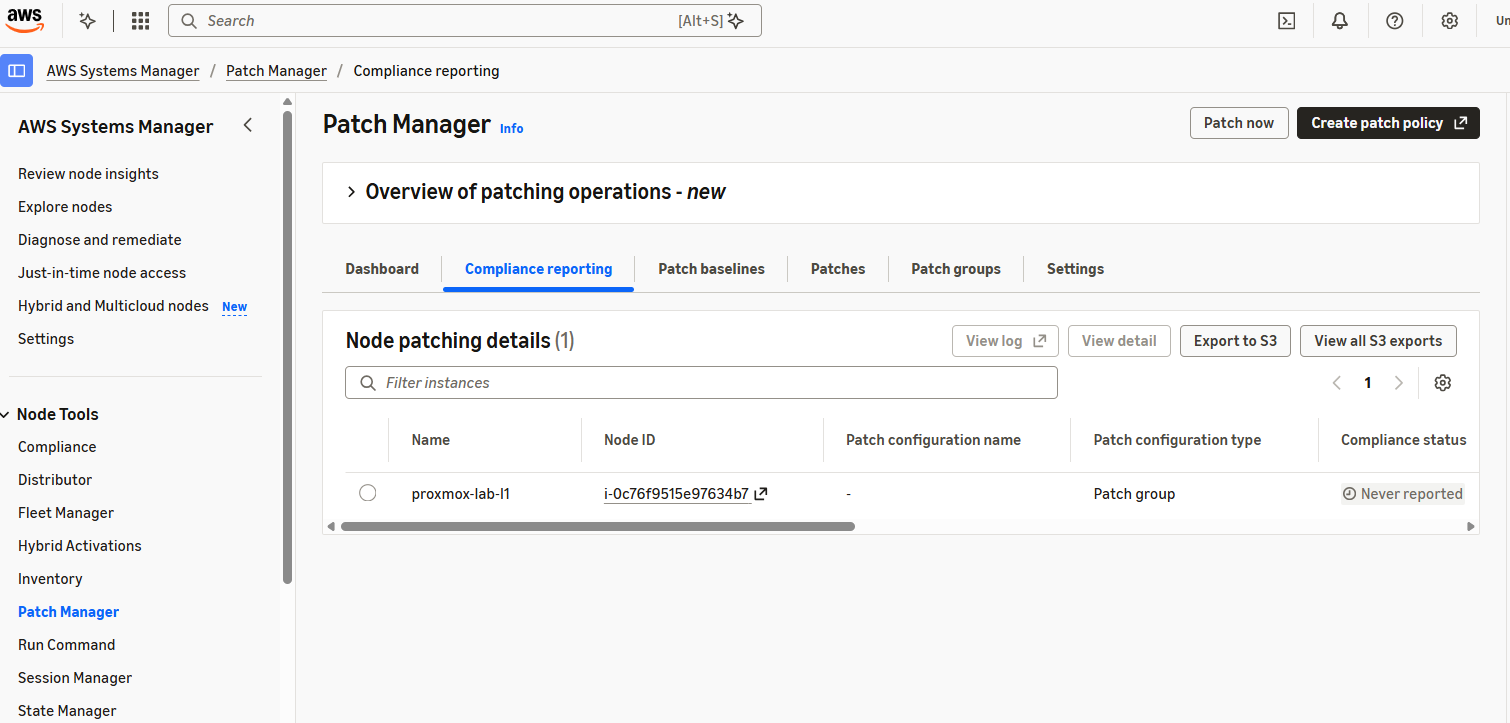 aws
Search [Alt+S]
AWS Systems Manager / Patch Manager / Compliance reporting
AWS Systems Manager
Review node insights
Explore nodes
Diagnose and remediate
Just-in-time node access
Hybrid and Multicloud nodes New
Settings
Node Tools
Compliance
Distributor
Fleet Manager
Hybrid Activations
Inventory
Patch Manager
Run Command
Session Manager
State Manager
Patch Manager Info
Patch now
Create patch policy
Overview of patching operations - new
Dashboard Compliance reporting Patch baselines Patches Patch groups Settings
Node patching details (1)
View log View detail Export to S3 View all S3 exports
Filter instances
1
Name Node ID Patch configuration name Patch configuration type Compliance status
proxmox-lab-l1 i-0c76f9515e97634b7 - Patch group Never reported